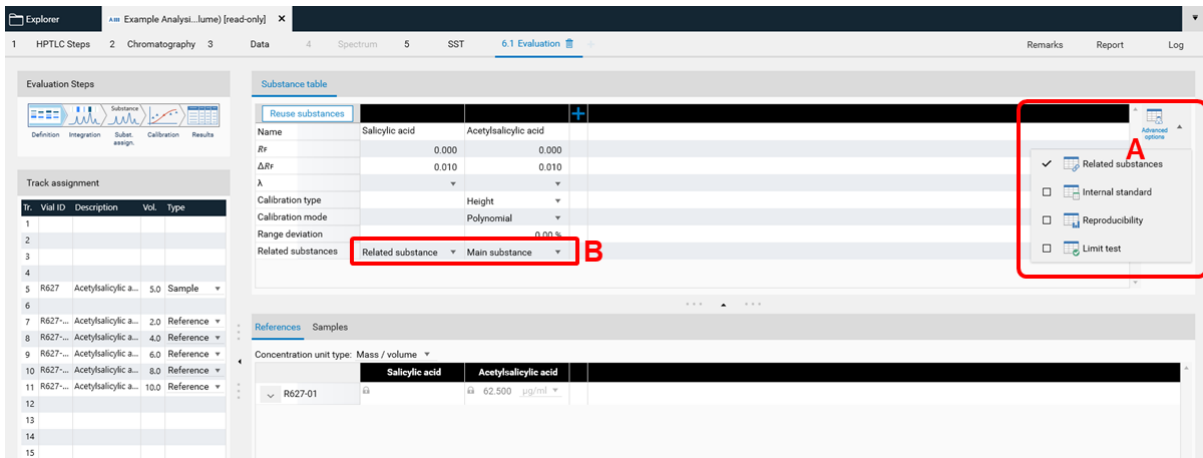 Explorer
Example Analysi...lume) [read-only] ×
1 HPTLC Steps 2 Chromatography 3 Data 4 Spectrum 5 SST 6.1 Evaluation + Remarks Report Log
Evaluation Steps
Substance
Definition Integration Subst. assign. Calibration Results
Track assignment
Tr. Vial ID Description Vol. Type
1
2
3
4
5 R627 Acetylsalicylic a... 5.0 Sample
6
7 R627-... Acetylsalicylic a... 2.0 Reference
8 R627-... Acetylsalicylic a... 4.0 Reference
9 R627-... Acetylsalicylic a... 6.0 Reference
10 R627-... Acetylsalicylic a... 8.0 Reference
11 R627-... Acetylsalicylic a... 10.0 Reference
12
13
14
15
Substance table
Reuse substances +
Name Salicylic acid Acetylsalicylic acid
RF 0.000 0.000
ΔRF 0.010 0.010
λ
Calibration type Height
Calibration mode Polynomial
Range deviation 0.00 %
Related substances Related substance Main substance B
Advanced options
A
Related substances
Internal standard
Reproducibility
Limit test
References Samples
Concentration unit type: Mass / volume
Salicylic acid Acetylsalicylic acid
R627-01 62.500 µg/ml